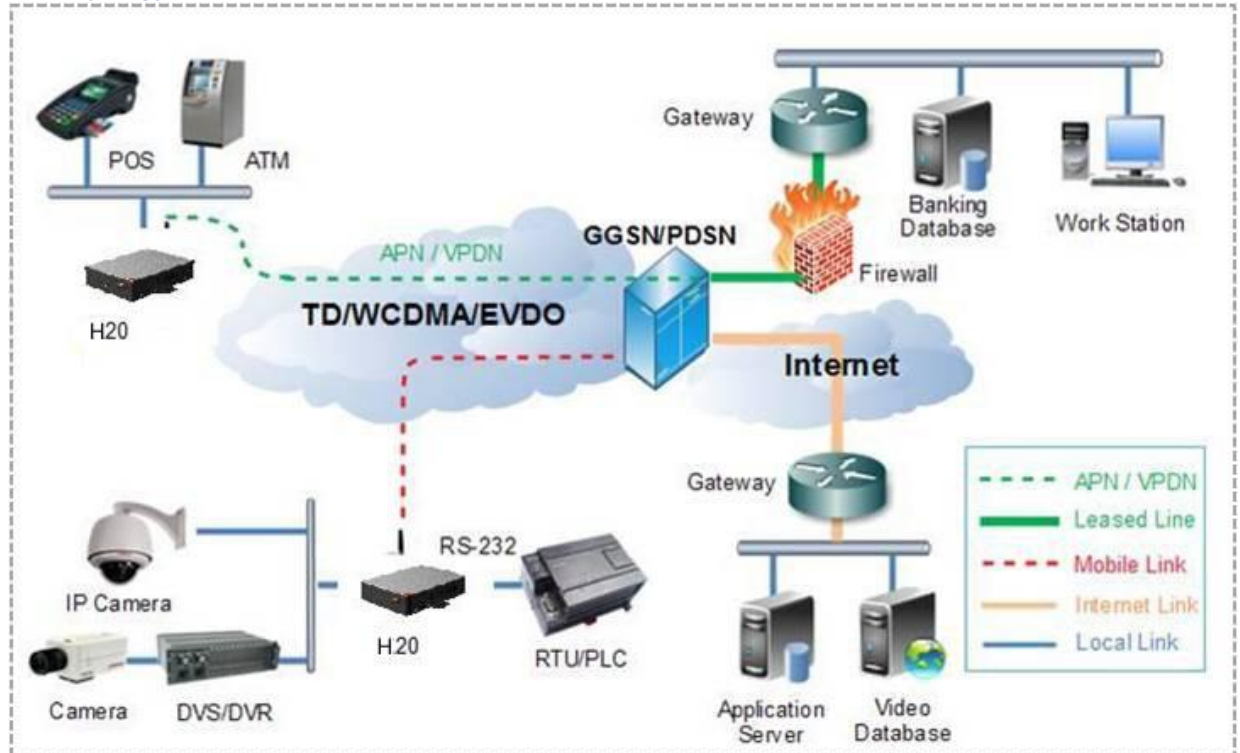 POS
ATM
H20
APN / VPDN
TD/WCDMA/EVDO
GGSN/PDSN
Gateway
Firewall
Banking
Database
Work Station
Internet
Gateway
IP Camera
Camera
DVS/DVR
H20
RS-232
RTU/PLC
Application
Server
Video
Database
APN / VPDN
Leased Line
Mobile Link
Internet Link
Local Link